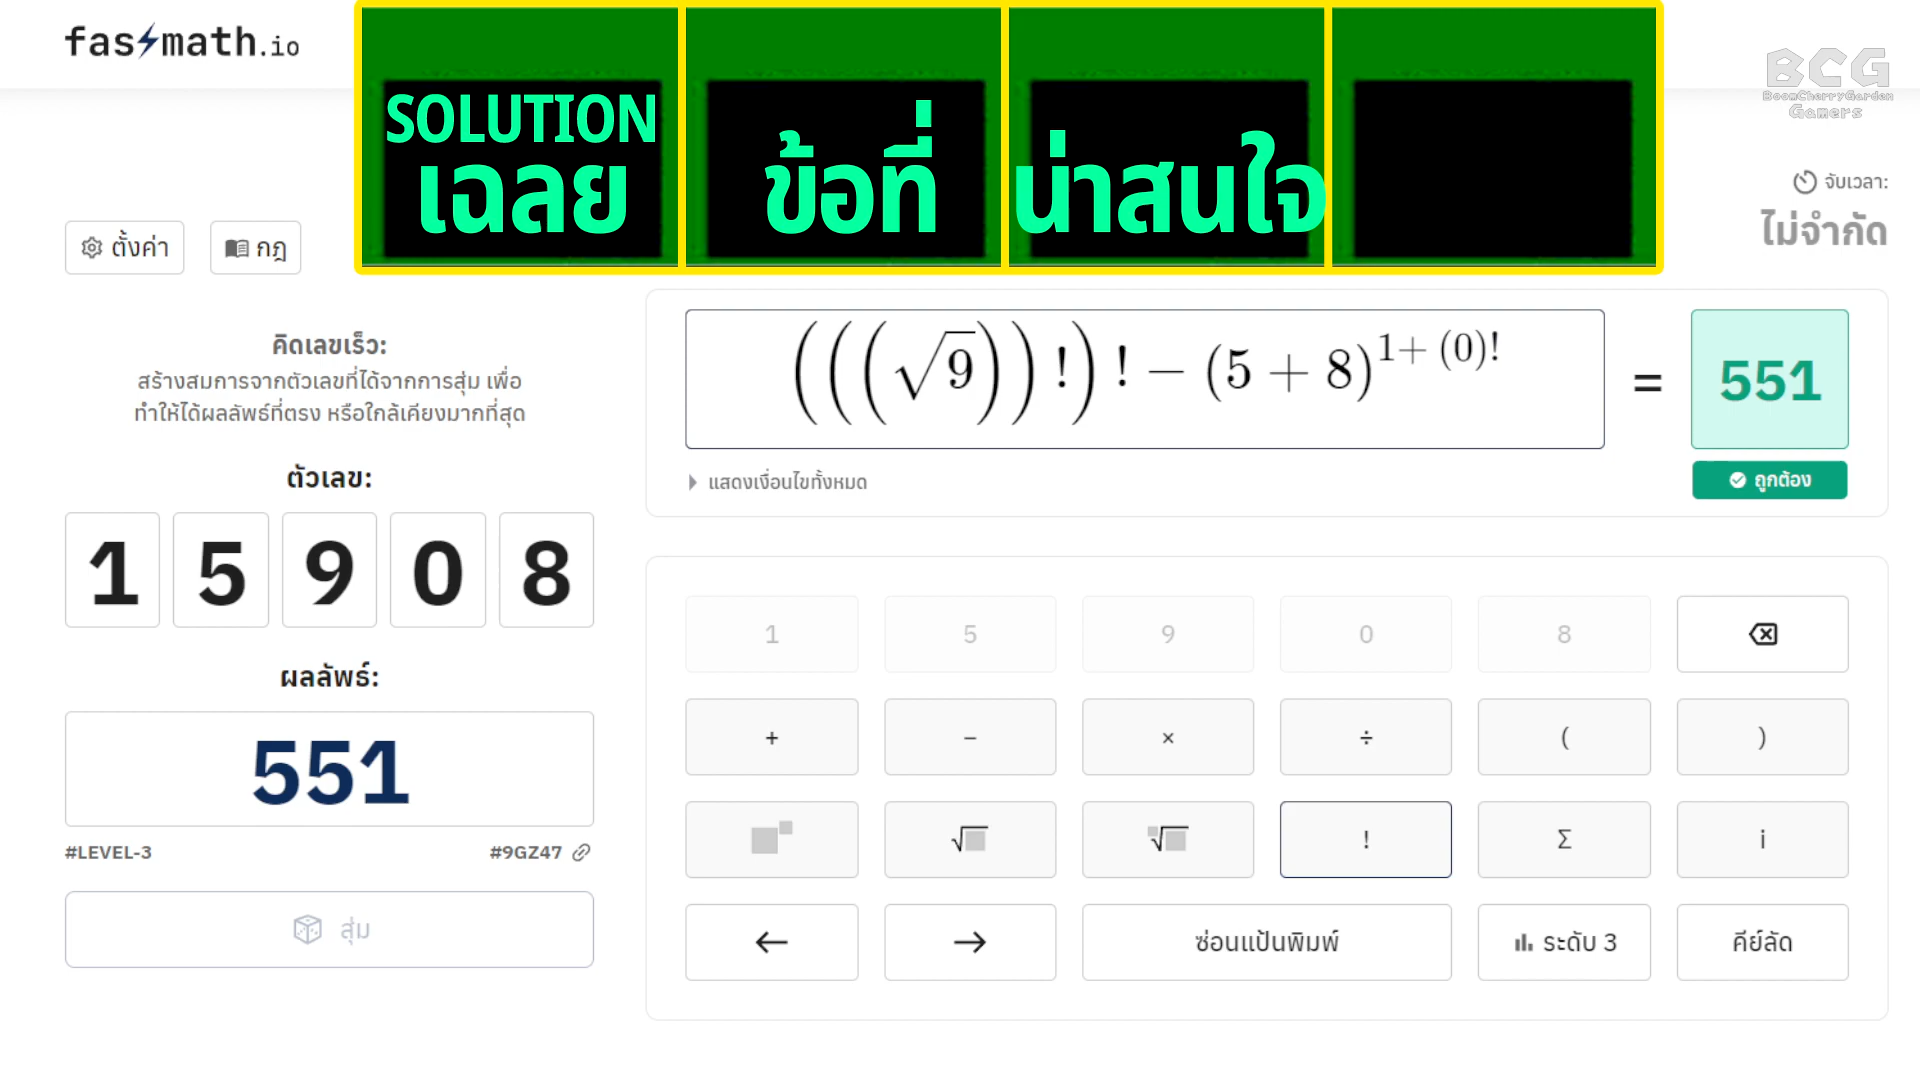 fasmath.io
SOLUTION
เฉลย ข้อที่ น่าสนใจ
BCG
BoomCherryGarden
Gamers
จับเวลา:
ไม่จำกัด
ตั้งค่า
กฎ
คิดเลขเร็ว:
สร้างสมการจากตัวเลขที่ได้จากการสุ่ม เพื่อ
ทำให้ได้ผลลัพธ์ที่ตรง หรือใกล้เคียงมากที่สุด
ตัวเลข:
1 5 9 0 8
ผลลัพธ์:
551
#LEVEL-3
#9GZ47
สุ่ม
(((√9))!)! − (5 + 8)^{1+(0)!} = 551
แสดงเงื่อนไขทั้งหมด
ถูกต้อง
1 5 9 0 8
+ − × ÷ ( )
√ √ ! Σ i
← → ซ่อนแป้นพิมพ์ ระดับ 3 คีย์ลัด